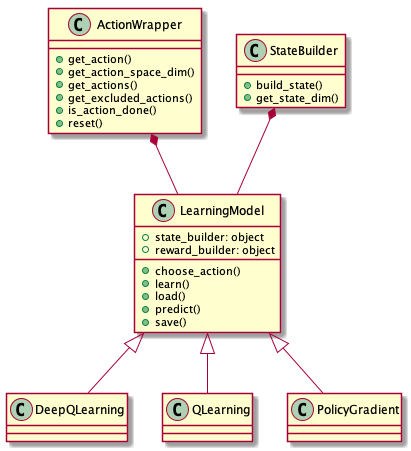 C ActionWrapper
get_action()
get_action_space_dim()
get_actions()
get_excluded_actions()
is_action_done()
reset()
C StateBuilder
build_state()
get_state_dim()
C LearningModel
state_builder: object
reward_builder: object
choose_action()
learn()
load()
predict()
save()
C DeepQLearning
C QLearning
C PolicyGradient